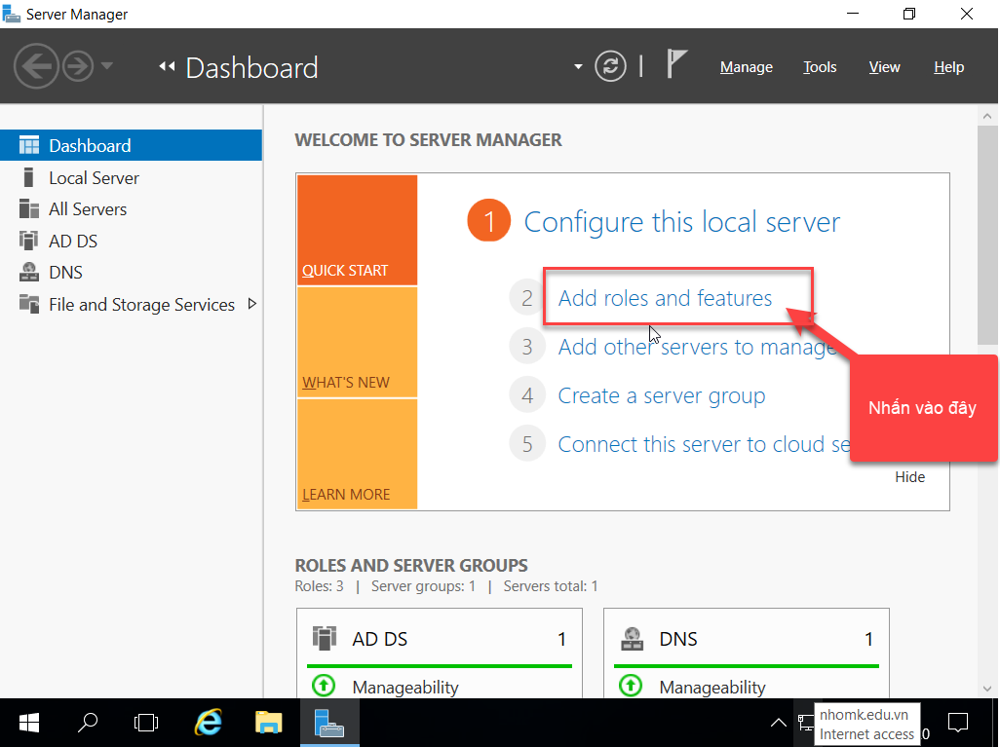 Server Manager
Dashboard
Manage Tools View Help
Dashboard
Local Server
All Servers
AD DS
DNS
File and Storage Services
WELCOME TO SERVER MANAGER
QUICK START
WHAT'S NEW
LEARN MORE
1 Configure this local server
2 Add roles and features
3 Add other servers to manage
4 Create a server group
5 Connect this server to cloud se
Nhấn vào đây
Hide
ROLES AND SERVER GROUPS
Roles: 3 | Server groups: 1 | Servers total: 1
AD DS 1
Manageability
DNS 1
Manageability
nhomk.edu.vn
Internet access
0